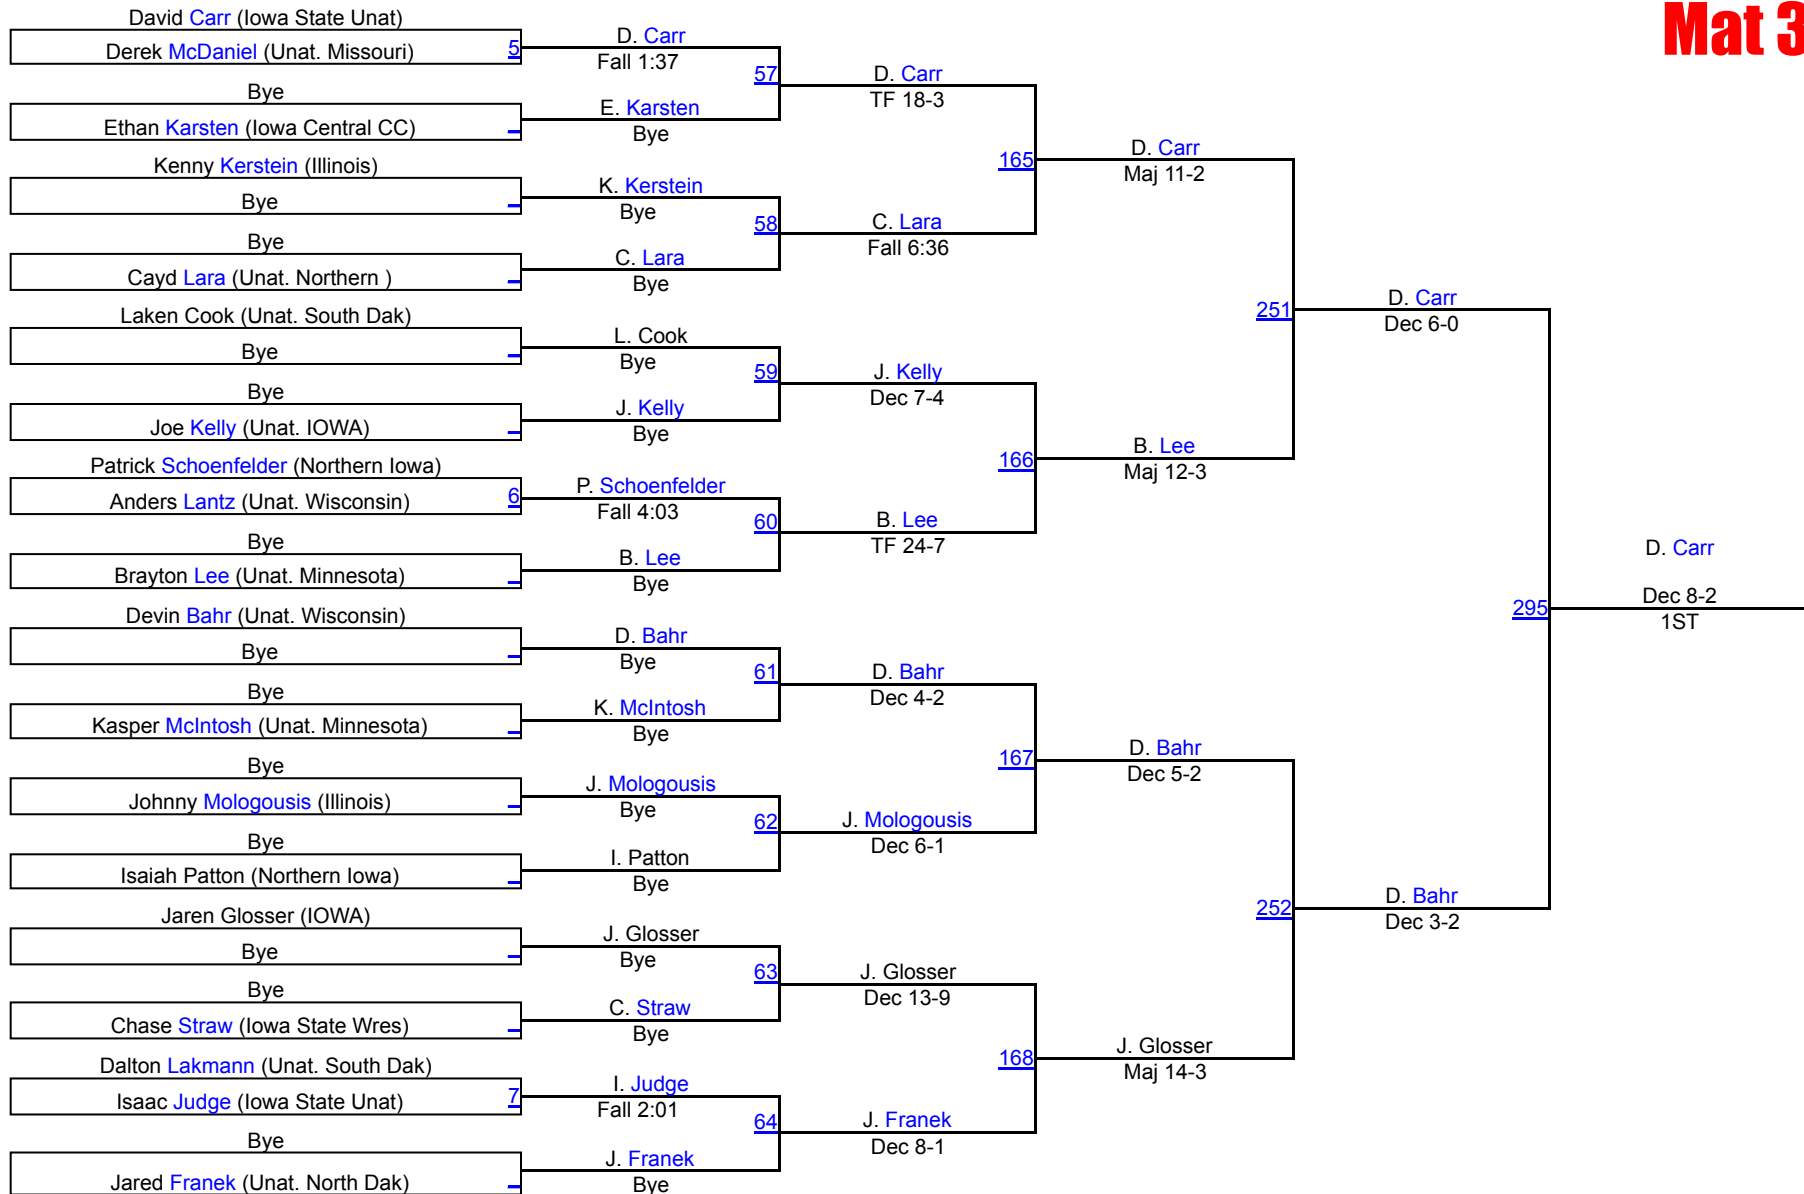 Mat 3
David Carr (Iowa State Unat)
Derek McDaniel (Unat. Missouri) 5
Bye
Ethan Karsten (Iowa Central CC)
Kenny Kerstein (Illinois)
Bye
Bye
Cayd Lara (Unat. Northern )
Laken Cook (Unat. South Dak)
Bye
Bye
Joe Kelly (Unat. IOWA)
Patrick Schoenfelder (Northern Iowa)
Anders Lantz (Unat. Wisconsin) 6
Bye
Brayton Lee (Unat. Minnesota)
Devin Bahr (Unat. Wisconsin)
Bye
Bye
Kasper McIntosh (Unat. Minnesota)
Bye
Johnny Mologousis (Illinois)
Bye
Isaiah Patton (Northern Iowa)
Jaren Glosser (IOWA)
Bye
Bye
Chase Straw (Iowa State Wres)
Dalton Lakmann (Unat. South Dak)
Isaac Judge (Iowa State Unat) 7
Bye
Jared Franek (Unat. North Dak)
D. Carr
Fall 1:37
57
E. Karsten
Bye
K. Kerstein
Bye
58
C. Lara
Bye
L. Cook
Bye
59
J. Kelly
Bye
P. Schoenfelder
Fall 4:03
60
B. Lee
Bye
D. Bahr
Bye
61
K. McIntosh
Bye
J. Mologousis
Bye
62
I. Patton
Bye
J. Glosser
Bye
63
C. Straw
Bye
I. Judge
Fall 2:01
64
J. Franek
Bye
D. Carr
TF 18-3
165
C. Lara
Fall 6:36
J. Kelly
Dec 7-4
166
B. Lee
TF 24-7
D. Bahr
Dec 4-2
167
J. Mologousis
Dec 6-1
J. Glosser
Dec 13-9
168
J. Franek
Dec 8-1
D. Carr
Maj 11-2
251
B. Lee
Maj 12-3
D. Bahr
Dec 5-2
252
J. Glosser
Maj 14-3
D. Carr
Dec 6-0
295
D. Bahr
Dec 3-2
D. Carr
Dec 8-2
1ST